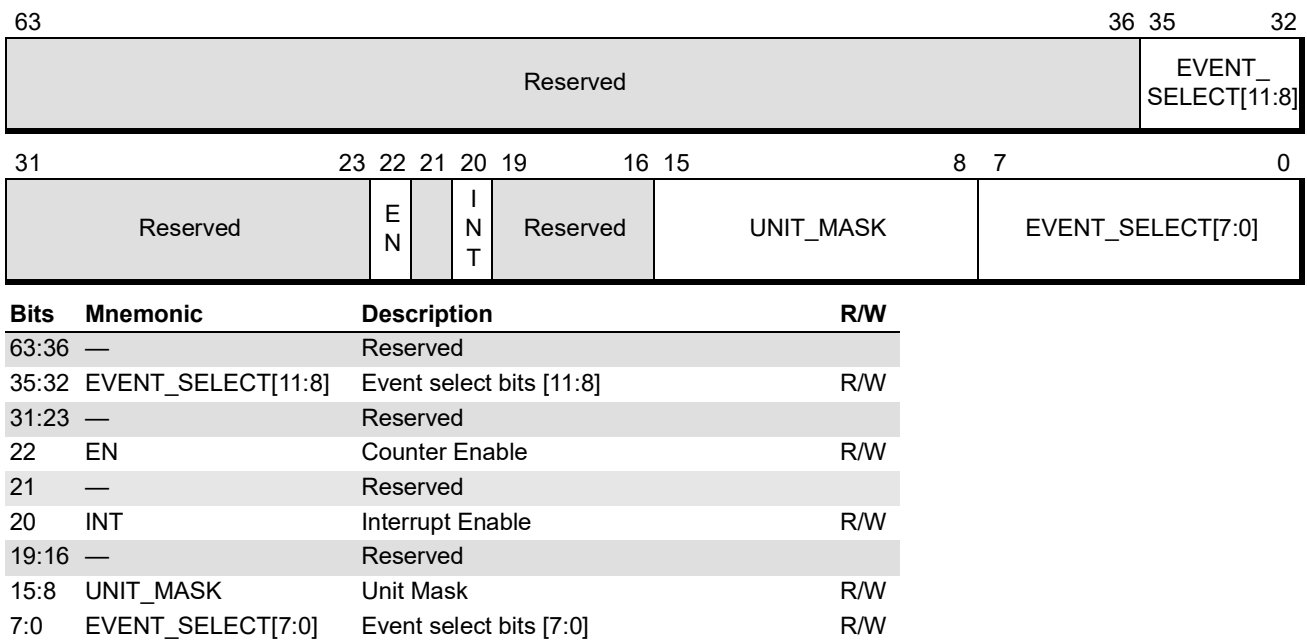 63 36 35 32
Reserved
EVENT_
SELECT[11:8]
31 23 22 21 20 19 16 15 8 7 0
Reserved
E
N
I
N
T
Reserved
UNIT_MASK
EVENT_SELECT[7:0]
Bits Mnemonic Description R/W
63:36 — Reserved
35:32 EVENT_SELECT[11:8] Event select bits [11:8] R/W
31:23 — Reserved
22 EN Counter Enable R/W
21 — Reserved
20 INT Interrupt Enable R/W
19:16 — Reserved
15:8 UNIT_MASK Unit Mask R/W
7:0 EVENT_SELECT[7:0] Event select bits [7:0] R/W